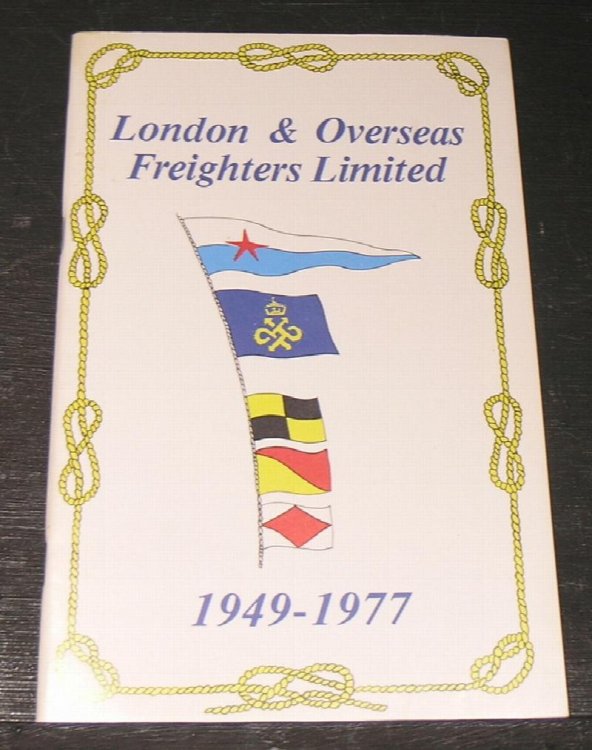 London & Overseas
Freighters Limited
1949-1977